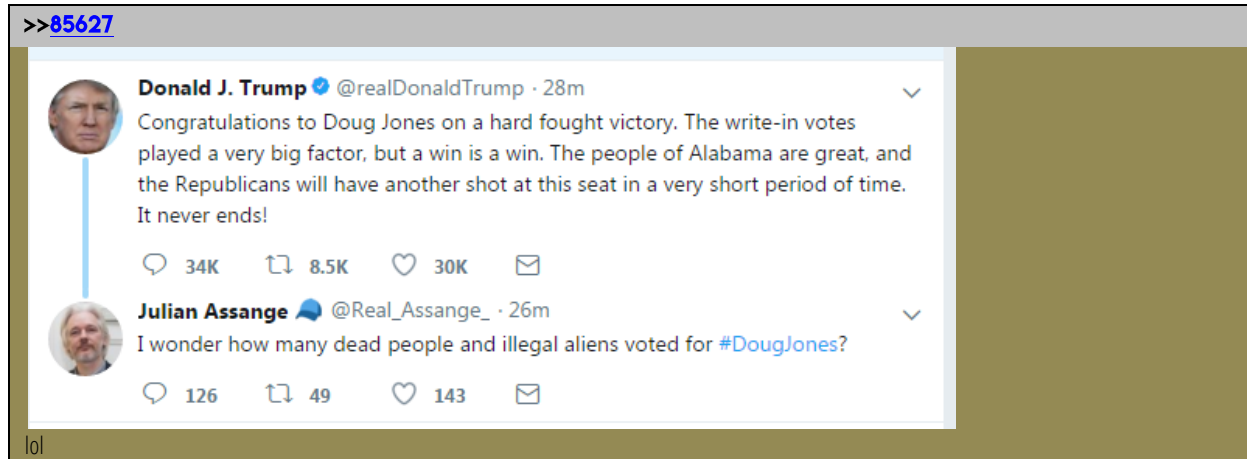 >>85627
Donald J. Trump @realDonaldTrump · 28m
Congratulations to Doug Jones on a hard fought victory. The write-in votes
played a very big factor, but a win is a win. The people of Alabama are great, and
the Republicans will have another shot at this seat in a very short period of time.
It never ends!
34K 8.5K 30K
Julian Assange @Real_Assange_ · 26m
I wonder how many dead people and illegal aliens voted for #DougJones?
126 49 143
lol